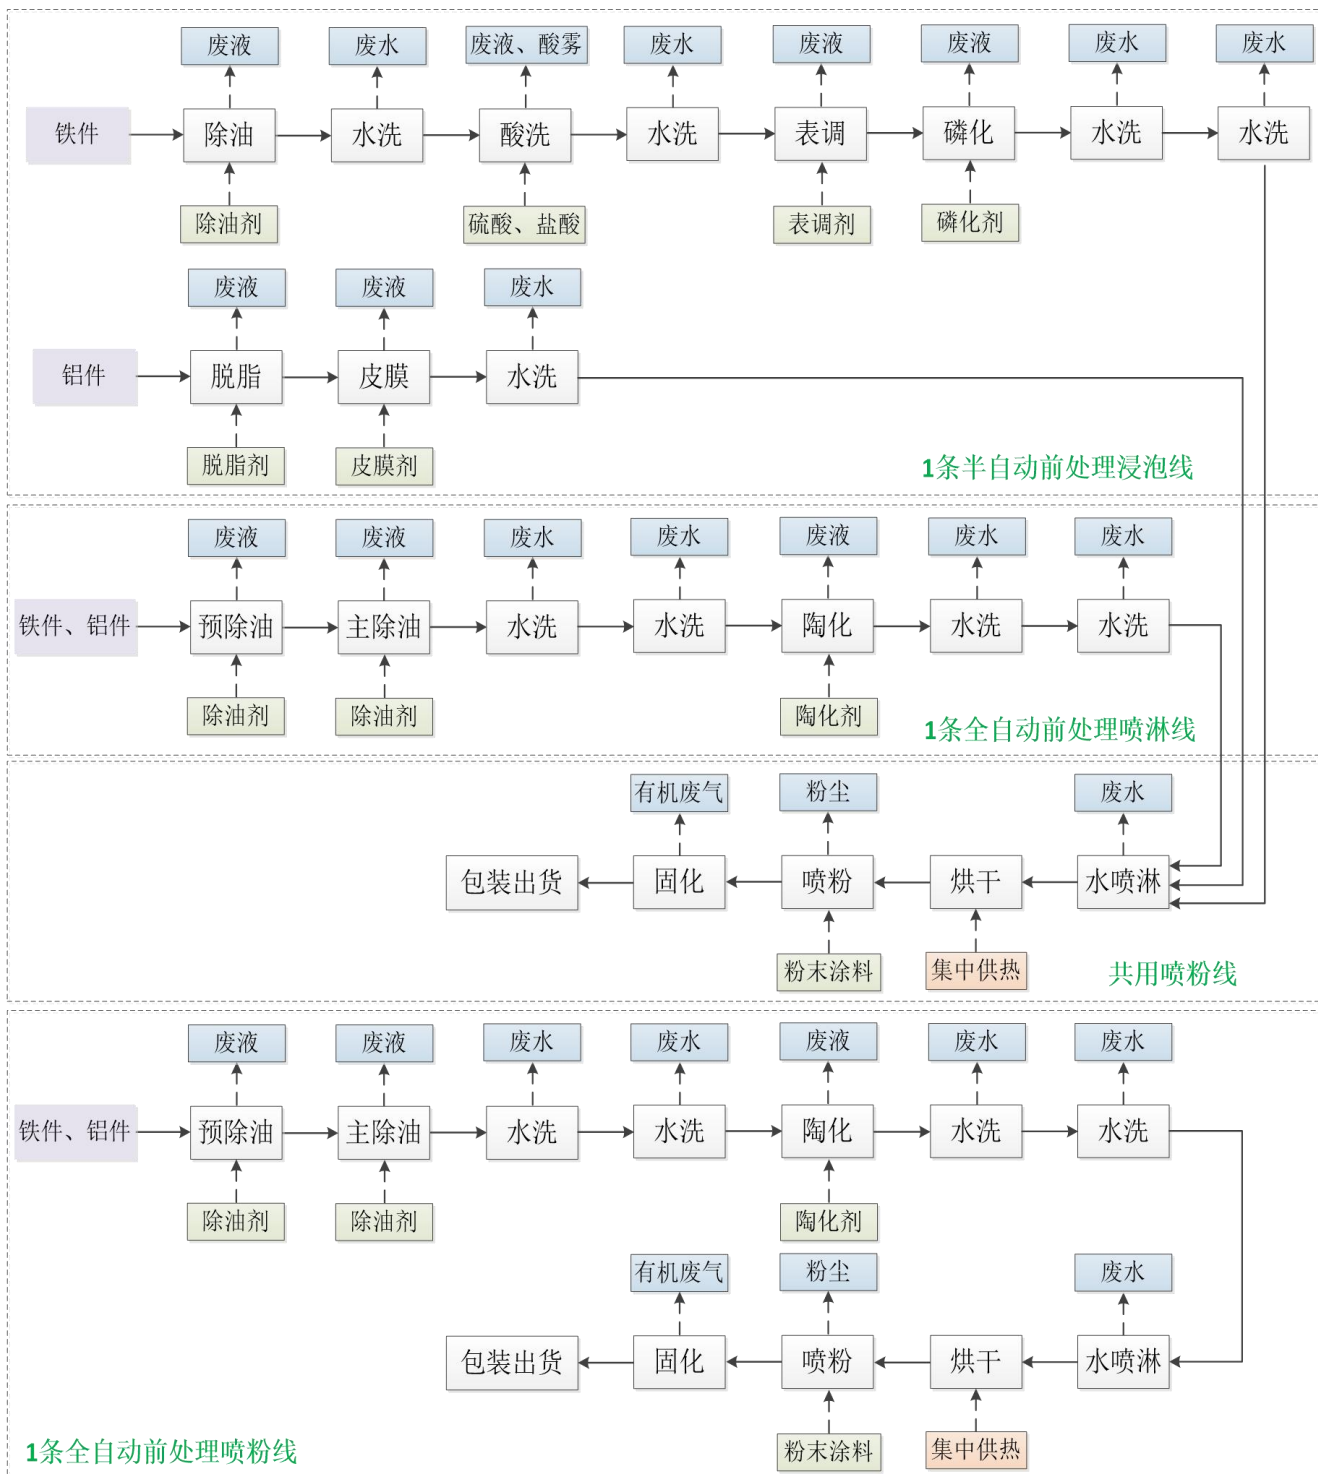 废液 废水 废液、酸雾 废水 废液 废液 废水 废水
铁件 除油 水洗 酸洗 水洗 表调 磷化 水洗 水洗
除油剂 硫酸、盐酸 表调剂 磷化剂
废液 废液 废水
铝件 脱脂 皮膜 水洗
脱脂剂 皮膜剂
1条半自动前处理浸泡线
废液 废液 废水 废水 废液 废水 废水
铁件、铝件 预除油 主除油 水洗 水洗 陶化 水洗 水洗
除油剂 除油剂 陶化剂
1条全自动前处理喷淋线
有机废气 粉尘 废水
包装出货 固化 喷粉 烘干 水喷淋
粉末涂料 集中供热
共用喷粉线
废液 废液 废水 废水 废液 废水 废水
铁件、铝件 预除油 主除油 水洗 水洗 陶化 水洗 水洗
除油剂 除油剂 陶化剂
有机废气 粉尘 废水
包装出货 固化 喷粉 烘干 水喷淋
粉末涂料 集中供热
1条全自动前处理喷粉线